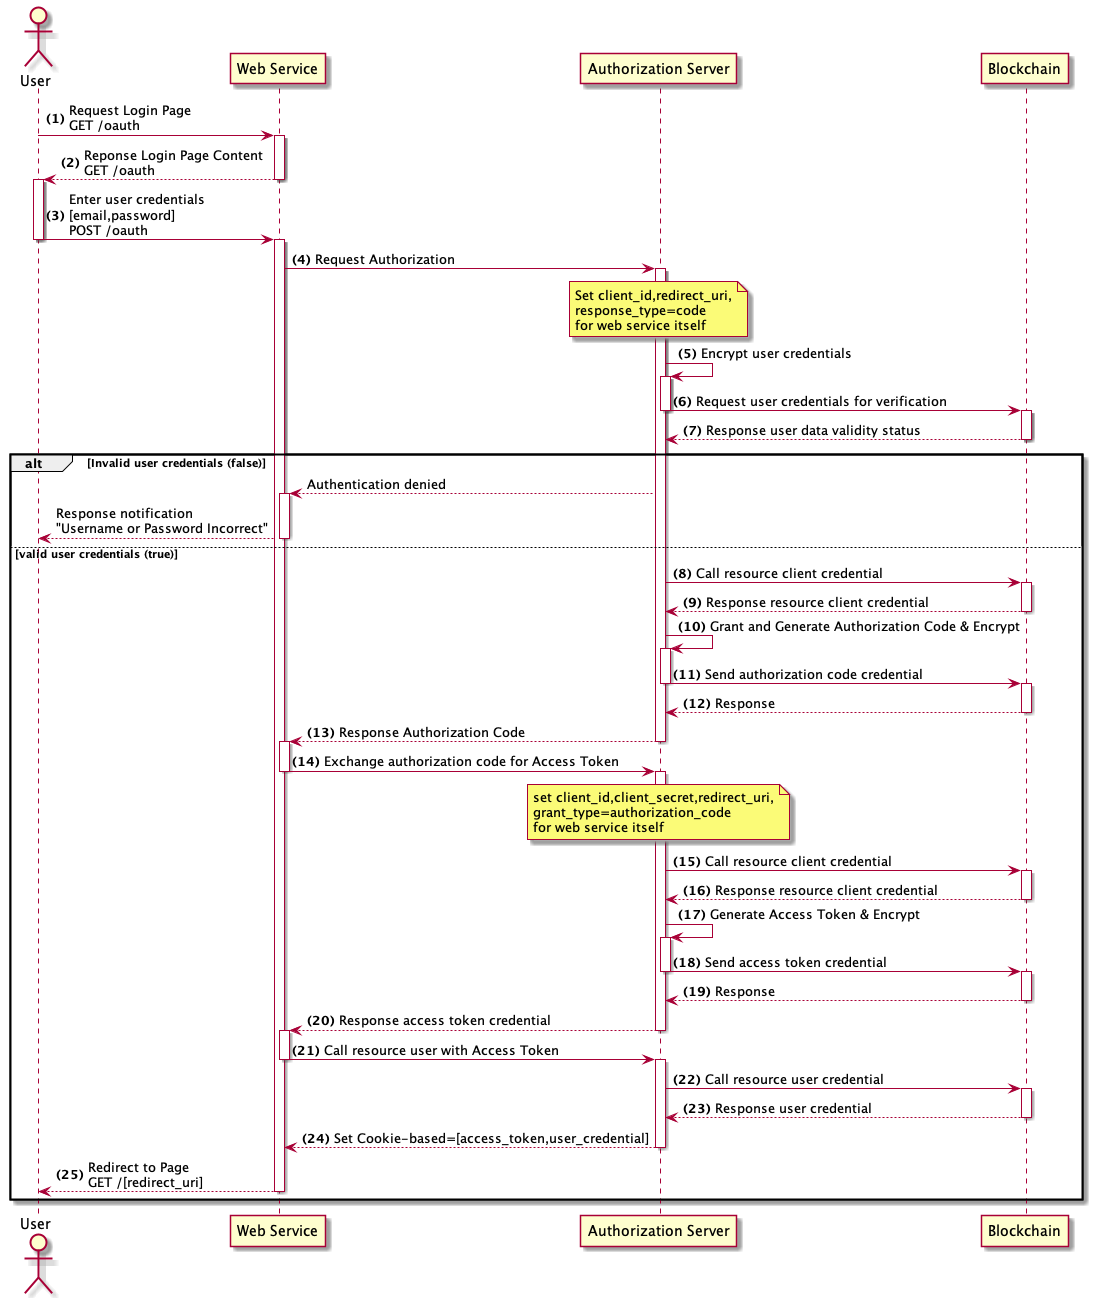 User
Web Service
Authorization Server
Blockchain
(1) Request Login Page
GET /oauth
(2) Reponse Login Page Content
GET /oauth
Enter user credentials
(3) [email,password]
POST /oauth
(4) Request Authorization
Set client_id,redirect_uri,
response_type=code
for web service itself
(5) Encrypt user credentials
(6) Request user credentials for verification
(7) Response user data validity status
alt [Invalid user credentials (false)]
Authentication denied
Response notification
"Username or Password Incorrect"
[valid user credentials (true)]
(8) Call resource client credential
(9) Response resource client credential
(10) Grant and Generate Authorization Code & Encrypt
(11) Send authorization code credential
(12) Response
(13) Response Authorization Code
(14) Exchange authorization code for Access Token
set client_id,client_secret,redirect_uri,
grant_type=authorization_code
for web service itself
(15) Call resource client credential
(16) Response resource client credential
(17) Generate Access Token & Encrypt
(18) Send access token credential
(19) Response
(20) Response access token credential
(21) Call resource user with Access Token
(22) Call resource user credential
(23) Response user credential
(24) Set Cookie-based=[access_token,user_credential]
(25) Redirect to Page
GET /[redirect_uri]
User
Web Service
Authorization Server
Blockchain